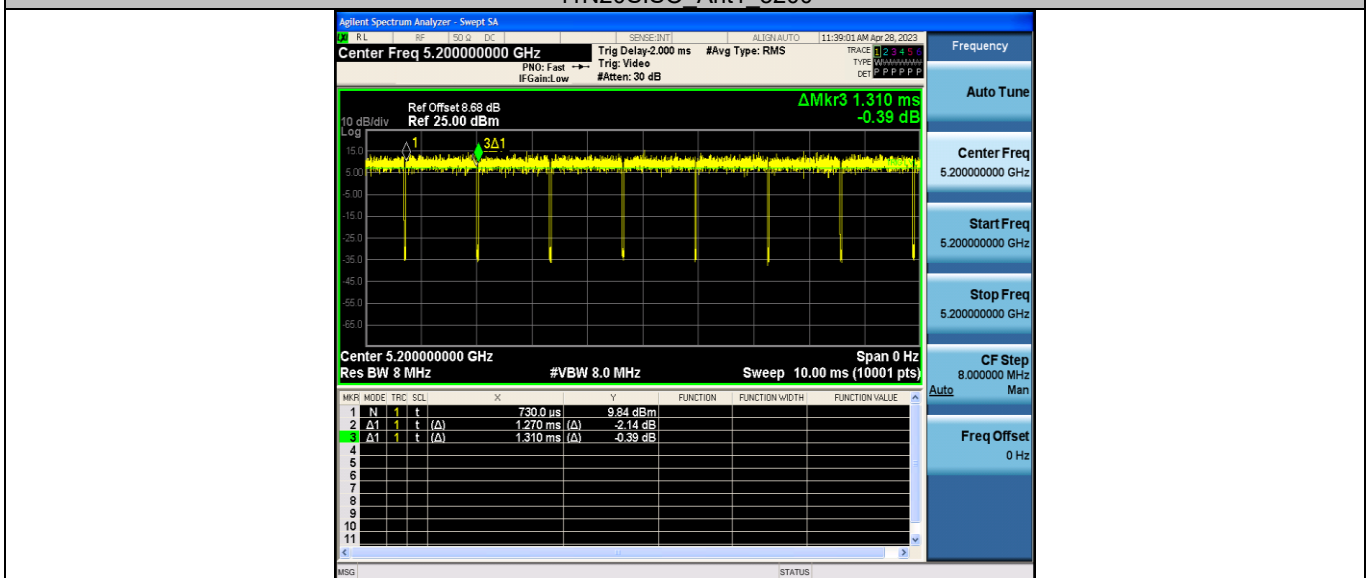 Agilent Spectrum Analyzer - Swept SA
RL RF 50 Ω DC SENSE:INT ALIGNAUTO 11:39:01 AM Apr 28, 2023
Center Freq 5.200000000 GHz
Trig Delay-2.000 ms #Avg Type: RMS
TRACE 1 2 3 4 5 6
PNO: Fast Trig: Video
TYPE
IFGain:Low #Atten: 30 dB
DET P P P P P P
Ref Offset 8.68 dB
ΔMkr3 1.310 ms
10 dB/div Ref 25.00 dBm
-0.39 dB
Log
1
3Δ1
15.0
5.00
-5.00
-15.0
-25.0
-35.0
-45.0
-55.0
-65.0
Center 5.200000000 GHz Span 0 Hz
Res BW 8 MHz #VBW 8.0 MHz Sweep 10.00 ms (10001 pts)
MKR MODE TRC SCL X Y FUNCTION FUNCTION WIDTH FUNCTION VALUE
1 N 1 t 730.0 µs 9.84 dBm
2 Δ1 1 t (Δ) 1.270 ms (Δ) -2.14 dB
3 Δ1 1 t (Δ) 1.310 ms (Δ) -0.39 dB
4
5
6
7
8
9
10
11
MSG STATUS
Frequency
Auto Tune
Center Freq
5.200000000 GHz
Start Freq
5.200000000 GHz
Stop Freq
5.200000000 GHz
CF Step
8.000000 MHz
Auto Man
Freq Offset
0 Hz